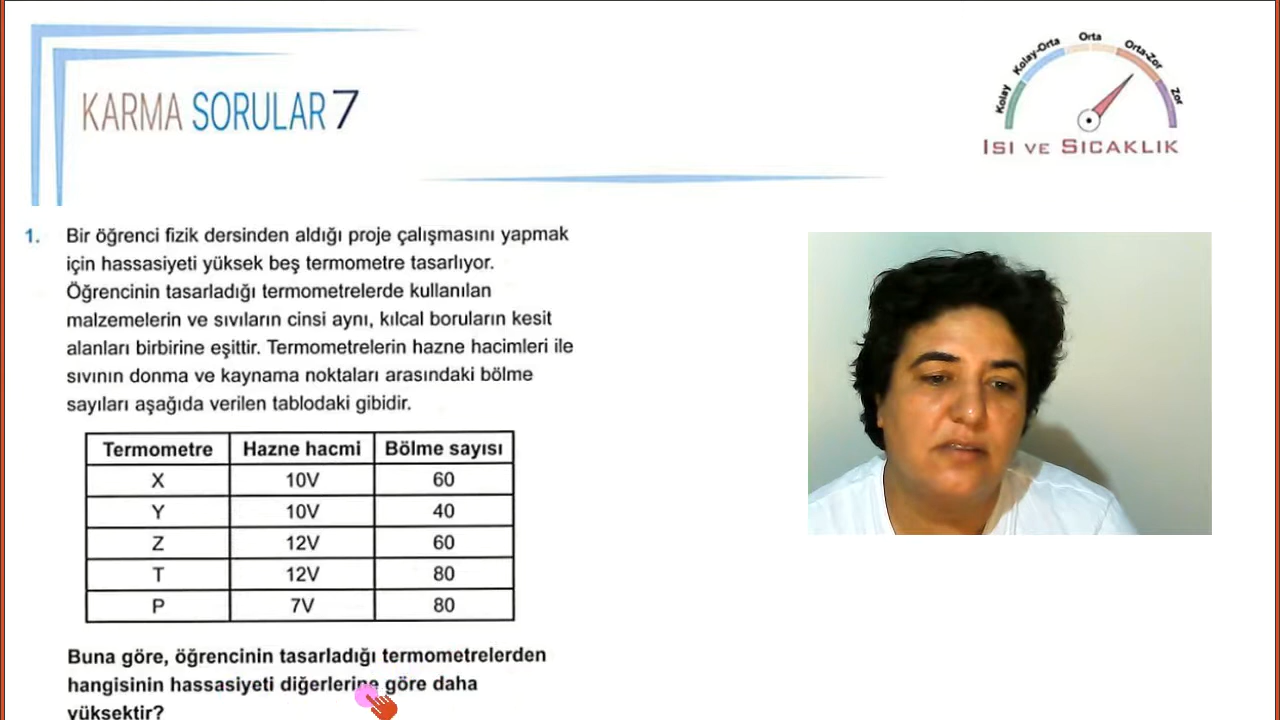 KARMA SORULAR 7
Kolay
Kolay-Orta
Orta
Orta-Zor
Zor
ISI VE SICAKLIK
1. Bir öğrenci fizik dersinden aldığı proje çalışmasını yapmak
için hassasiyeti yüksek beş termometre tasarlıyor.
Öğrencinin tasarladığı termometrelerde kullanılan
malzemelerin ve sıvıların cinsi aynı, kılcal boruların kesit
alanları birbirine eşittir. Termometrelerin hazne hacimleri ile
sıvının donma ve kaynama noktaları arasındaki bölme
sayıları aşağıda verilen tablodaki gibidir.
Termometre Hazne hacmi Bölme sayısı
X 10V 60
Y 10V 40
Z 12V 60
T 12V 80
P 7V 80
Buna göre, öğrencinin tasarladığı termometrelerden
hangisinin hassasiyeti diğerlerine göre daha
yüksektir?